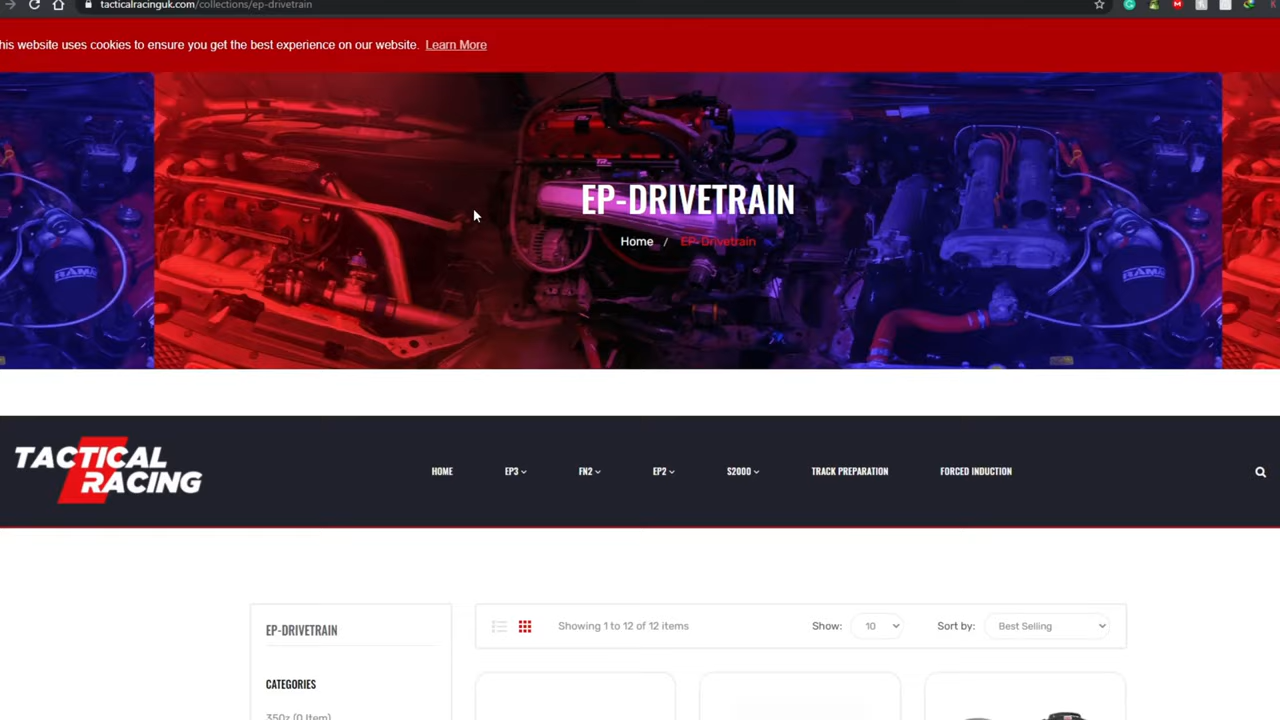 tacticalracinguk.com/collections/ep-drivetrain
his website uses cookies to ensure you get the best experience on our website. Learn More
EP-DRIVETRAIN
Home / EP-Drivetrain
TACTICAL RACING
HOME EP3 FN2 EP2 S2000 TRACK PREPARATION FORCED INDUCTION
EP-DRIVETRAIN
Showing 1 to 12 of 12 items Show: 10 Sort by: Best Selling
CATEGORIES
350z (0 Item)